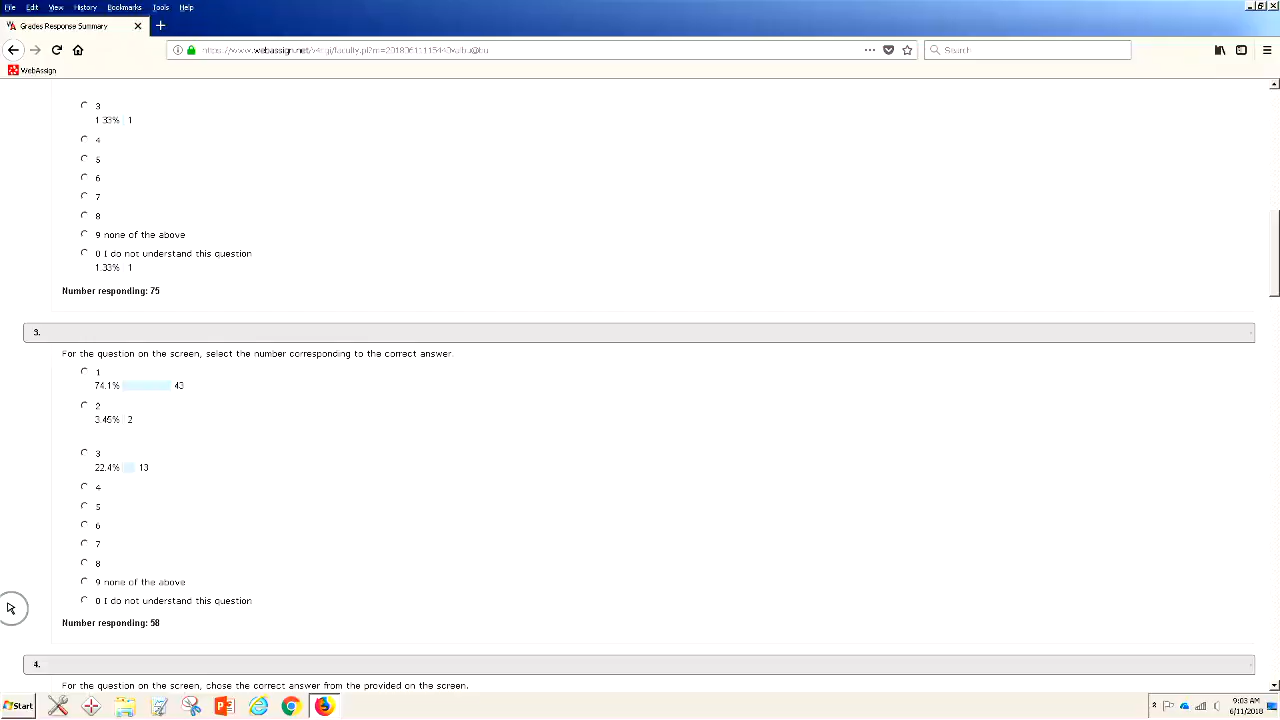 File Edit View History Bookmarks Tools Help
Grades Response Summary
Search
WebAssign
3
1.33% 1
4
5
6
7
8
9 none of the above
0 I do not understand this question
1.33% 1
Number responding: 75
3.
For the question on the screen, select the number corresponding to the correct answer.
1
74.1% 43
2
3.45% 2
3
22.4% 13
4
5
6
7
8
9 none of the above
0 I do not understand this question
Number responding: 58
4.
For the question on the screen, chose the correct answer from the provided on the screen.
Start
9:03 AM
6/11/2018